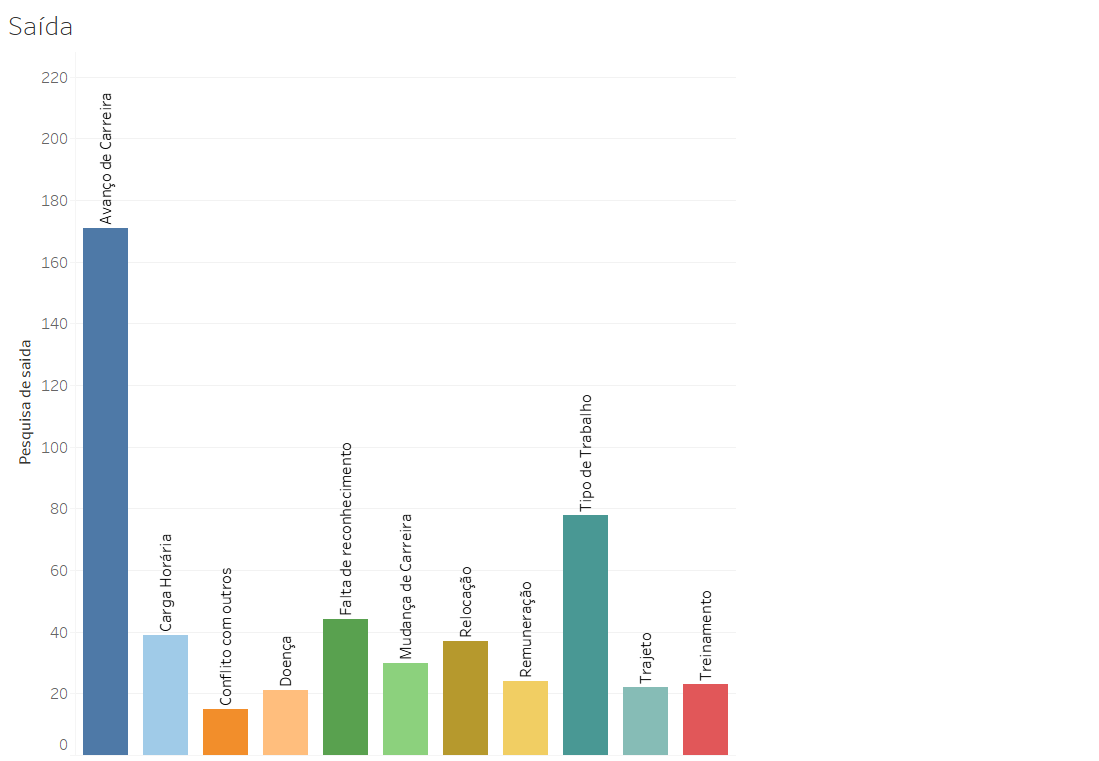 Saída
220
200
180
160
140
120
100
80
60
40
20
0
Pesquisa de saída
Avanço de Carreira
Carga Horária
Conflito com outros
Doença
Falta de reconhecimento
Mudança de Carreira
Relocação
Remuneração
Tipo de Trabalho
Trajeto
Treinamento